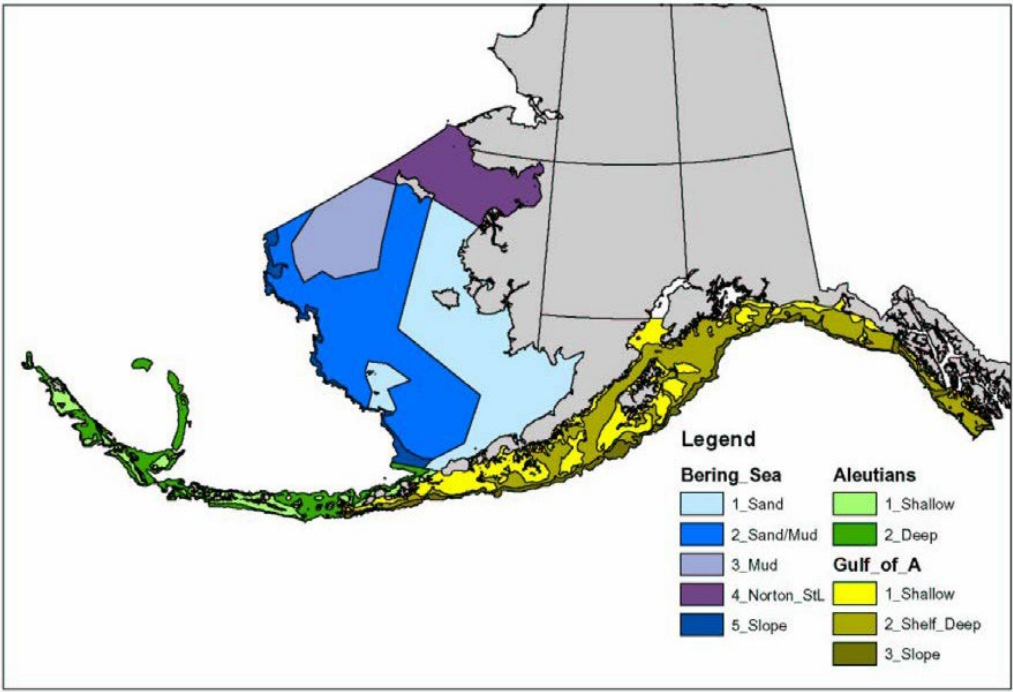 Legend
Bering_Sea
1_Sand
2_Sand/Mud
3_Mud
4_Norton_StL
5_Slope
Aleutians
1_Shallow
2_Deep
Gulf_of_A
1_Shallow
2_Shelf_Deep
3_Slope